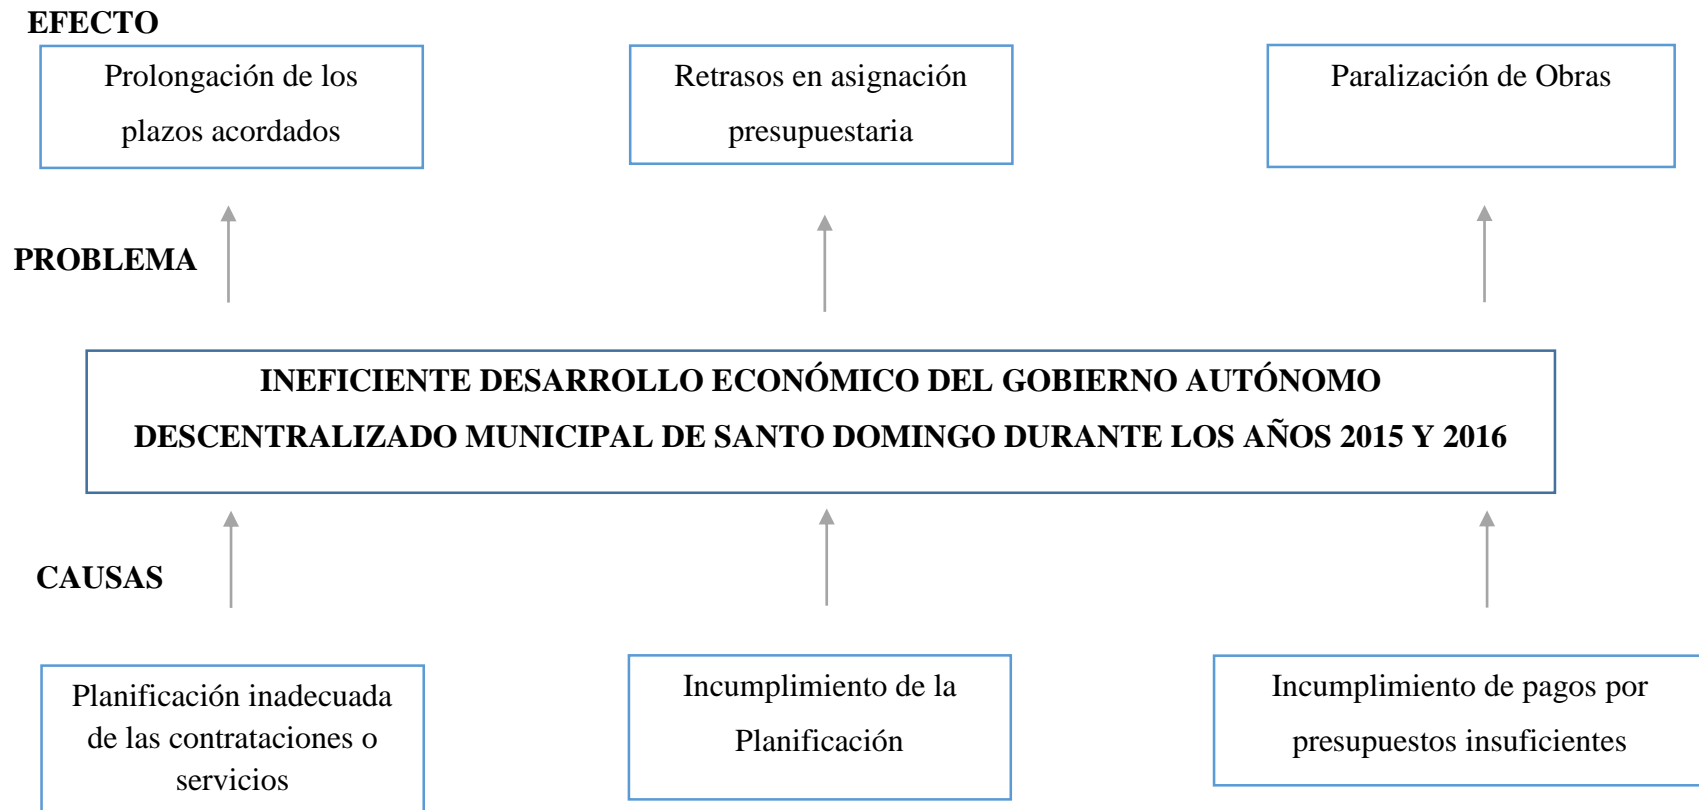 EFECTO
Prolongación de los
plazos acordados
Retrasos en asignación
presupuestaria
Paralización de Obras
PROBLEMA
INEFICIENTE DESARROLLO ECONÓMICO DEL GOBIERNO AUTÓNOMO
DESCENTRALIZADO MUNICIPAL DE SANTO DOMINGO DURANTE LOS AÑOS 2015 Y 2016
CAUSAS
Planificación inadecuada
de las contrataciones o
servicios
Incumplimiento de la
Planificación
Incumplimiento de pagos por
presupuestos insuficientes